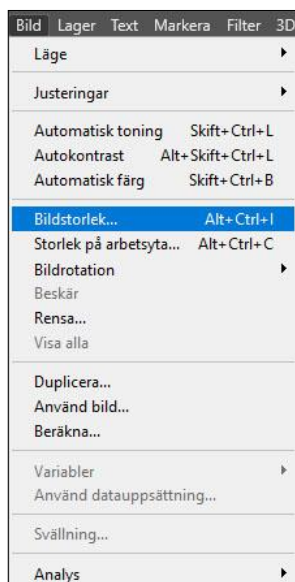 Bild Lager Text Markera Filter 3D
Läge
Justeringar
Automatisk toning Skift+Ctrl+L
Autokontrast Alt+Skift+Ctrl+L
Automatisk färg Skift+Ctrl+B
Bildstorlek... Alt+Ctrl+I
Storlek på arbetsyta... Alt+Ctrl+C
Bildrotation
Beskär
Rensa...
Visa alla
Duplicera...
Använd bild...
Beräkna...
Variabler
Använd datauppsättning...
Svällning...
Analys